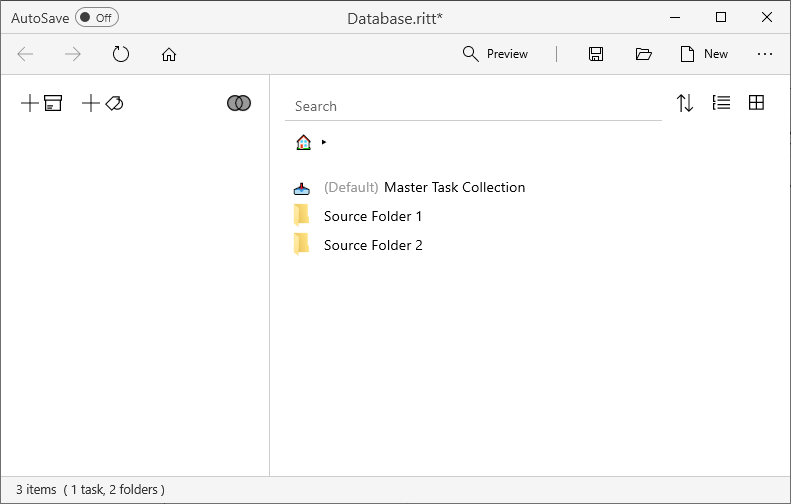 AutoSave Off Database.ritt*
Preview New
Search
(Default) Master Task Collection
Source Folder 1
Source Folder 2
3 items ( 1 task, 2 folders )